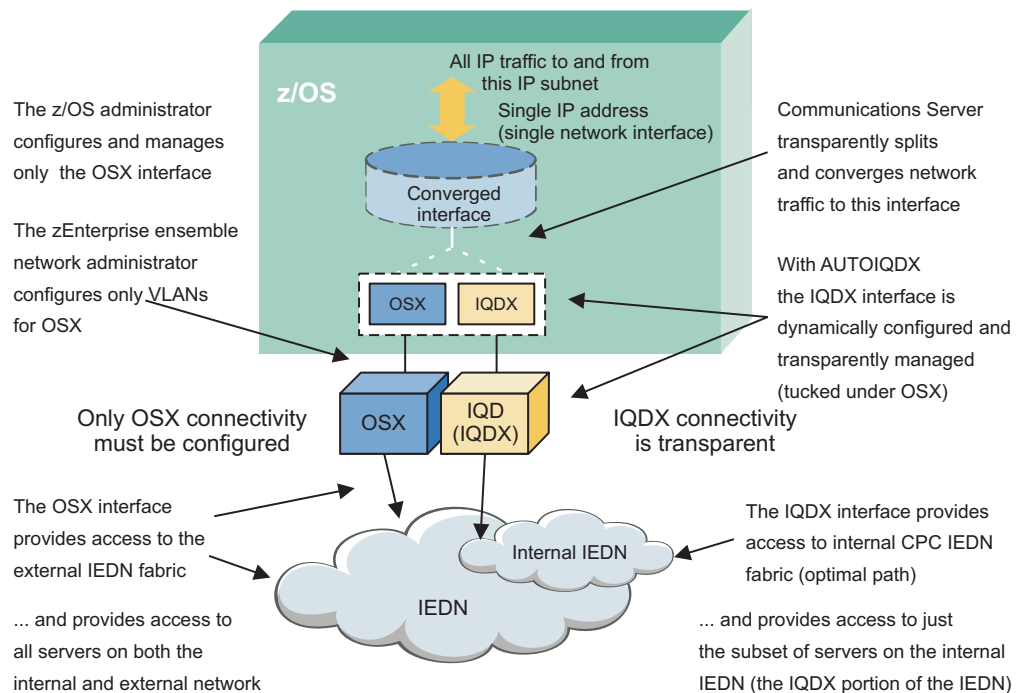 All IP traffic to and from
this IP subnet
z/OS
Single IP address
(single network interface)
Converged
interface
OSX
IQDX
The z/OS administrator
configures and manages
only the OSX interface
The zEnterprise ensemble
network administrator
configures only VLANs
for OSX
Communications Server
transparently splits
and converges network
traffic to this interface
With AUTOIQDX
the IQDX interface is
dynamically configured and
transparently managed
(tucked under OSX)
Only OSX connectivity
must be configured
OSX
IQD
(IQDX)
IQDX connectivity
is transparent
The OSX interface
provides access to the
external IEDN fabric
... and provides access to
all servers on both the
internal and external network
Internal IEDN
IEDN
The IQDX interface provides
access to internal CPC IEDN
fabric (optimal path)
... and provides access to just
the subset of servers on the internal
IEDN (the IQDX portion of the IEDN)